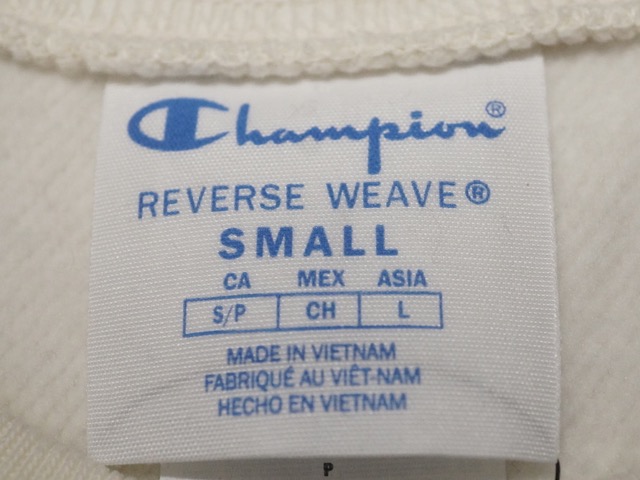 Champion®
REVERSE WEAVE®
SMALL
CA MEX ASIA
S/P CH L
MADE IN VIETNAM
FABRIQUÉ AU VIÊT-NAM
HECHO EN VIETNAM
P